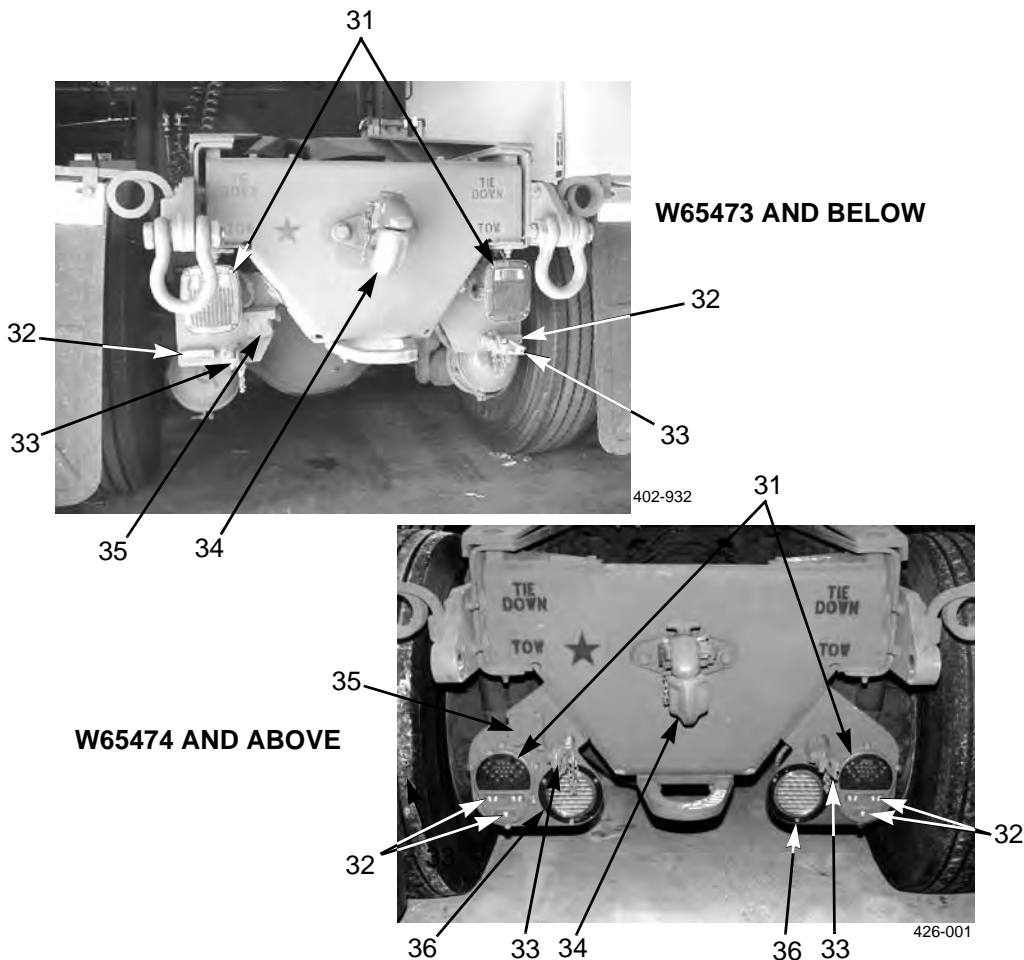 31
TIE
DOWN
TIE
DOWN
TOW
TOW
W65473 AND BELOW
32
32
33
33
402-932
35
34
31
TIE
DOWN
TIE
DOWN
TOW
TOW
35
W65474 AND ABOVE
32
33
32
36
33
34
36
33
426-001